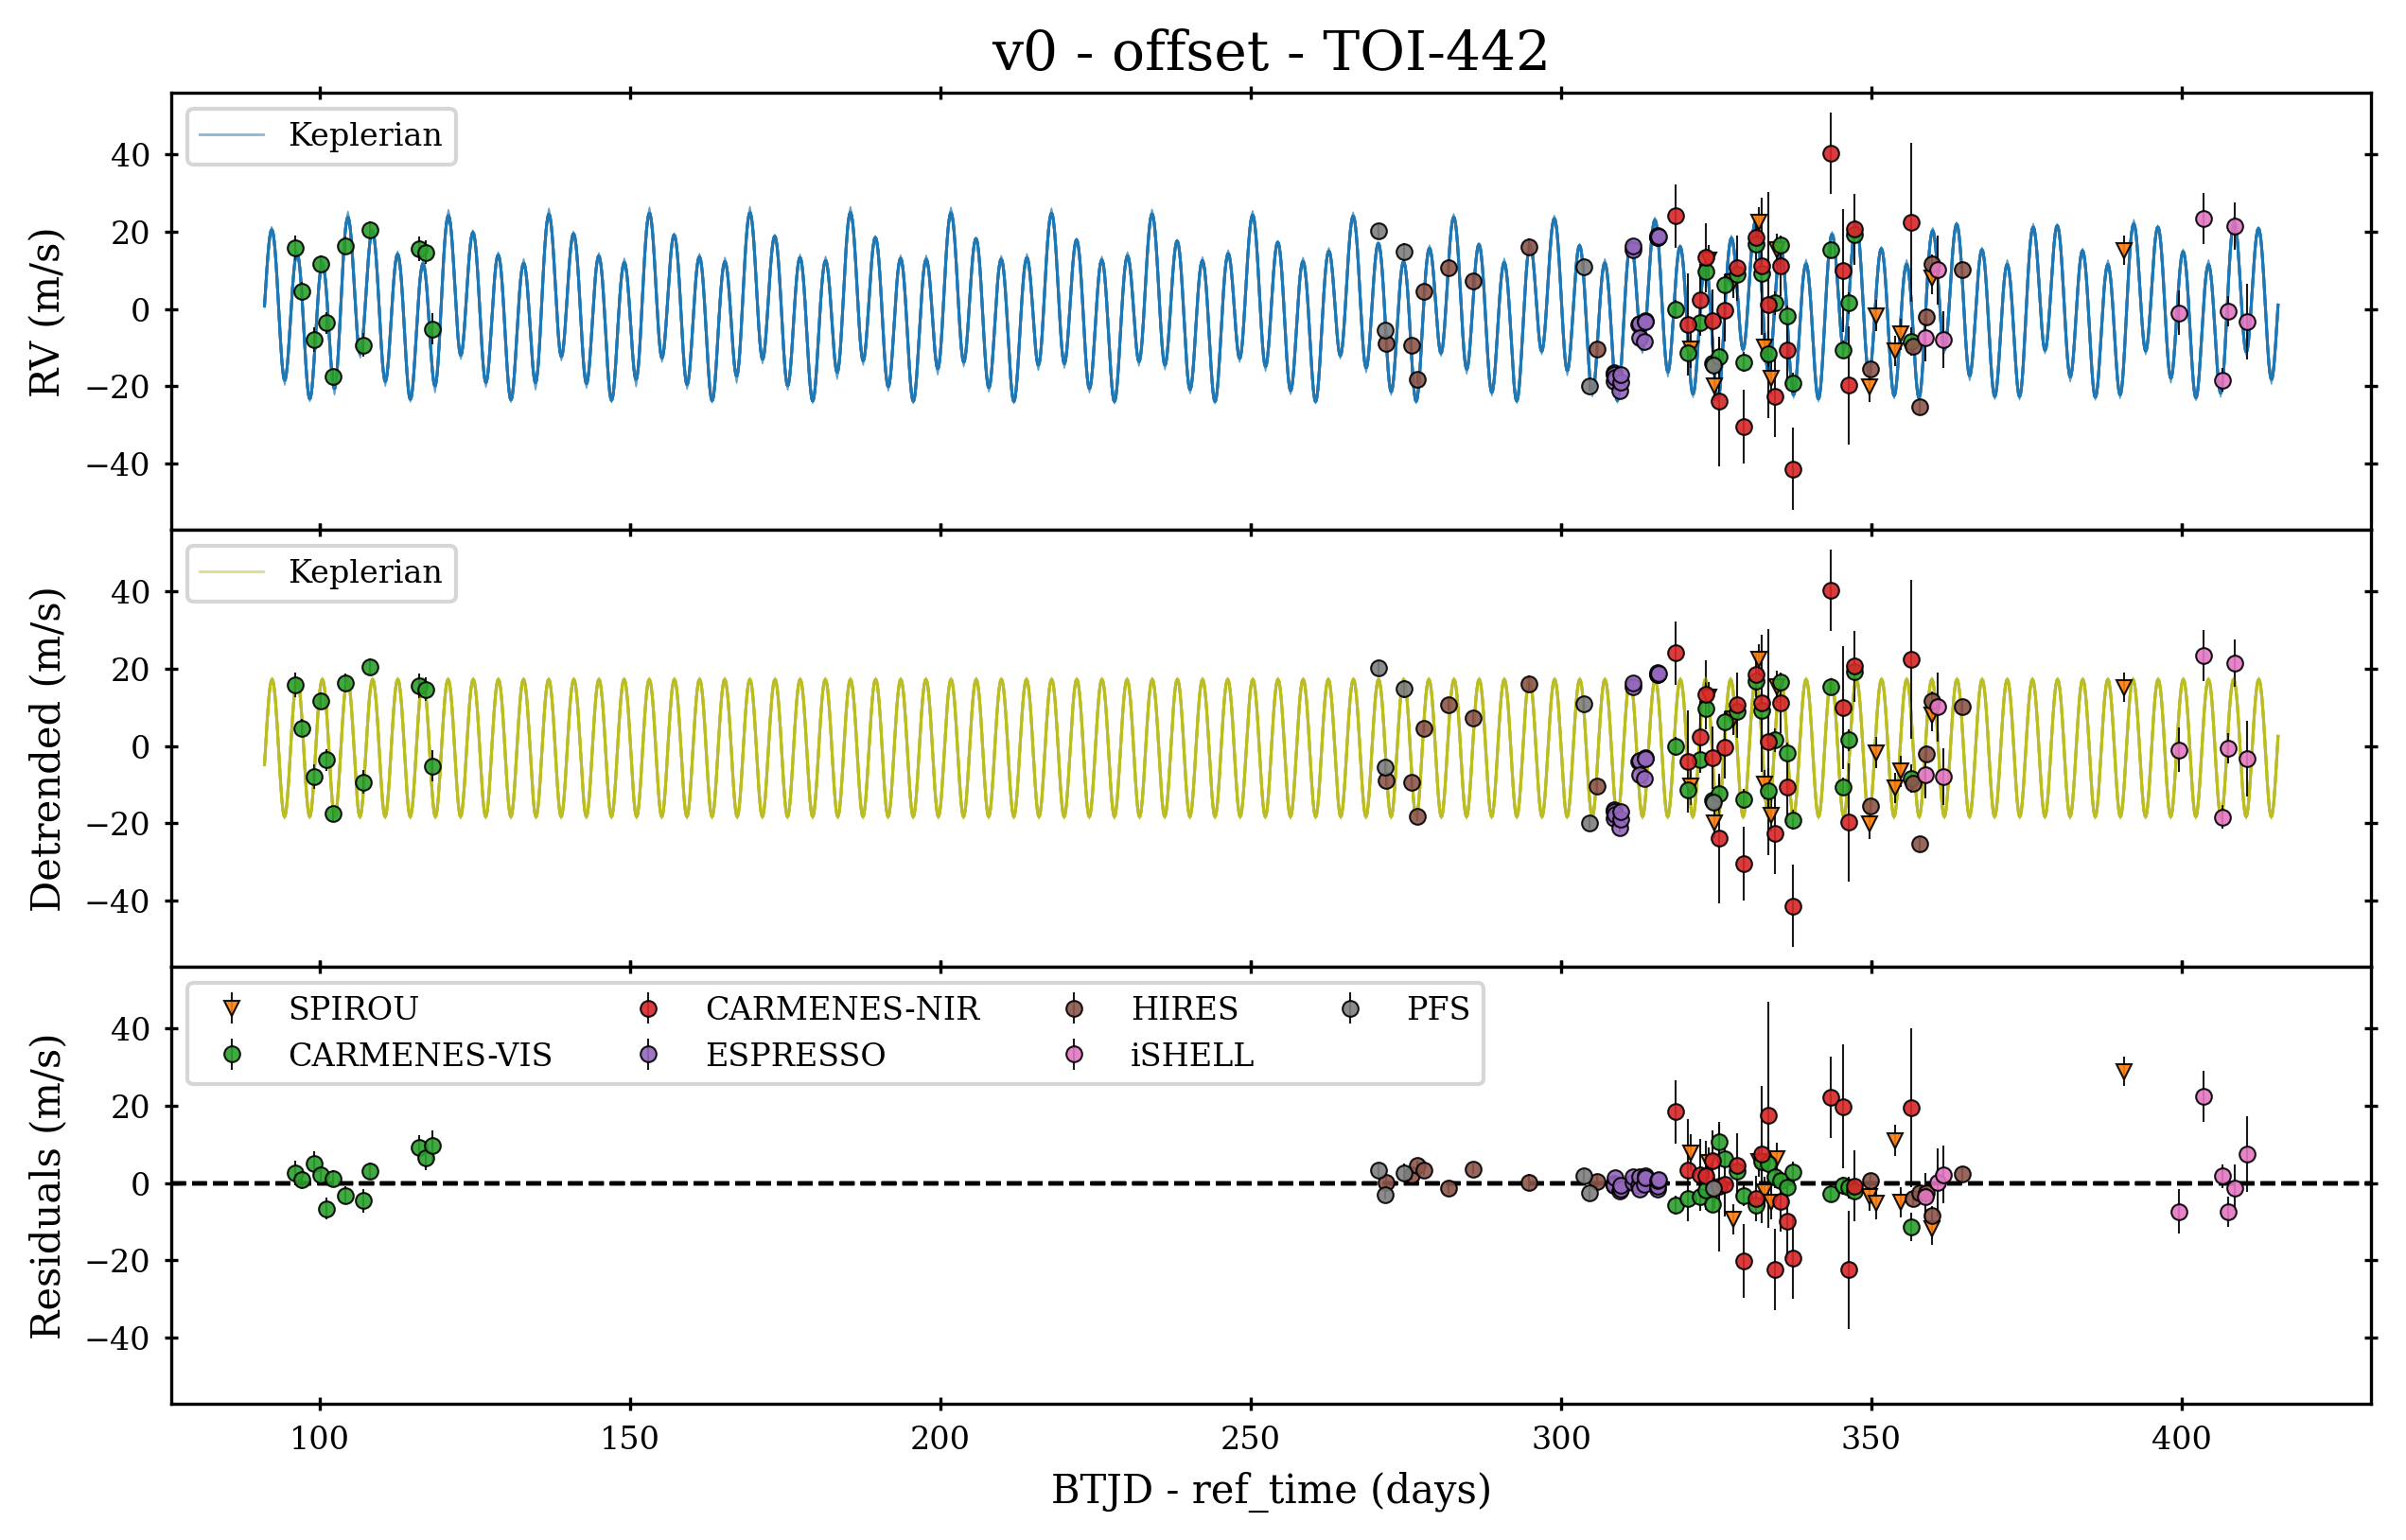 v0 - offset - TOI-442
Keplerian
RV (m/s)
40
20
0
−20
−40
Keplerian
Detrended (m/s)
40
20
0
−20
−40
SPIROU
CARMENES-NIR
HIRES
PFS
CARMENES-VIS
ESPRESSO
iSHELL
Residuals (m/s)
40
20
0
−20
−40
100 150 200 250 300 350 400
BTJD - ref_time (days)